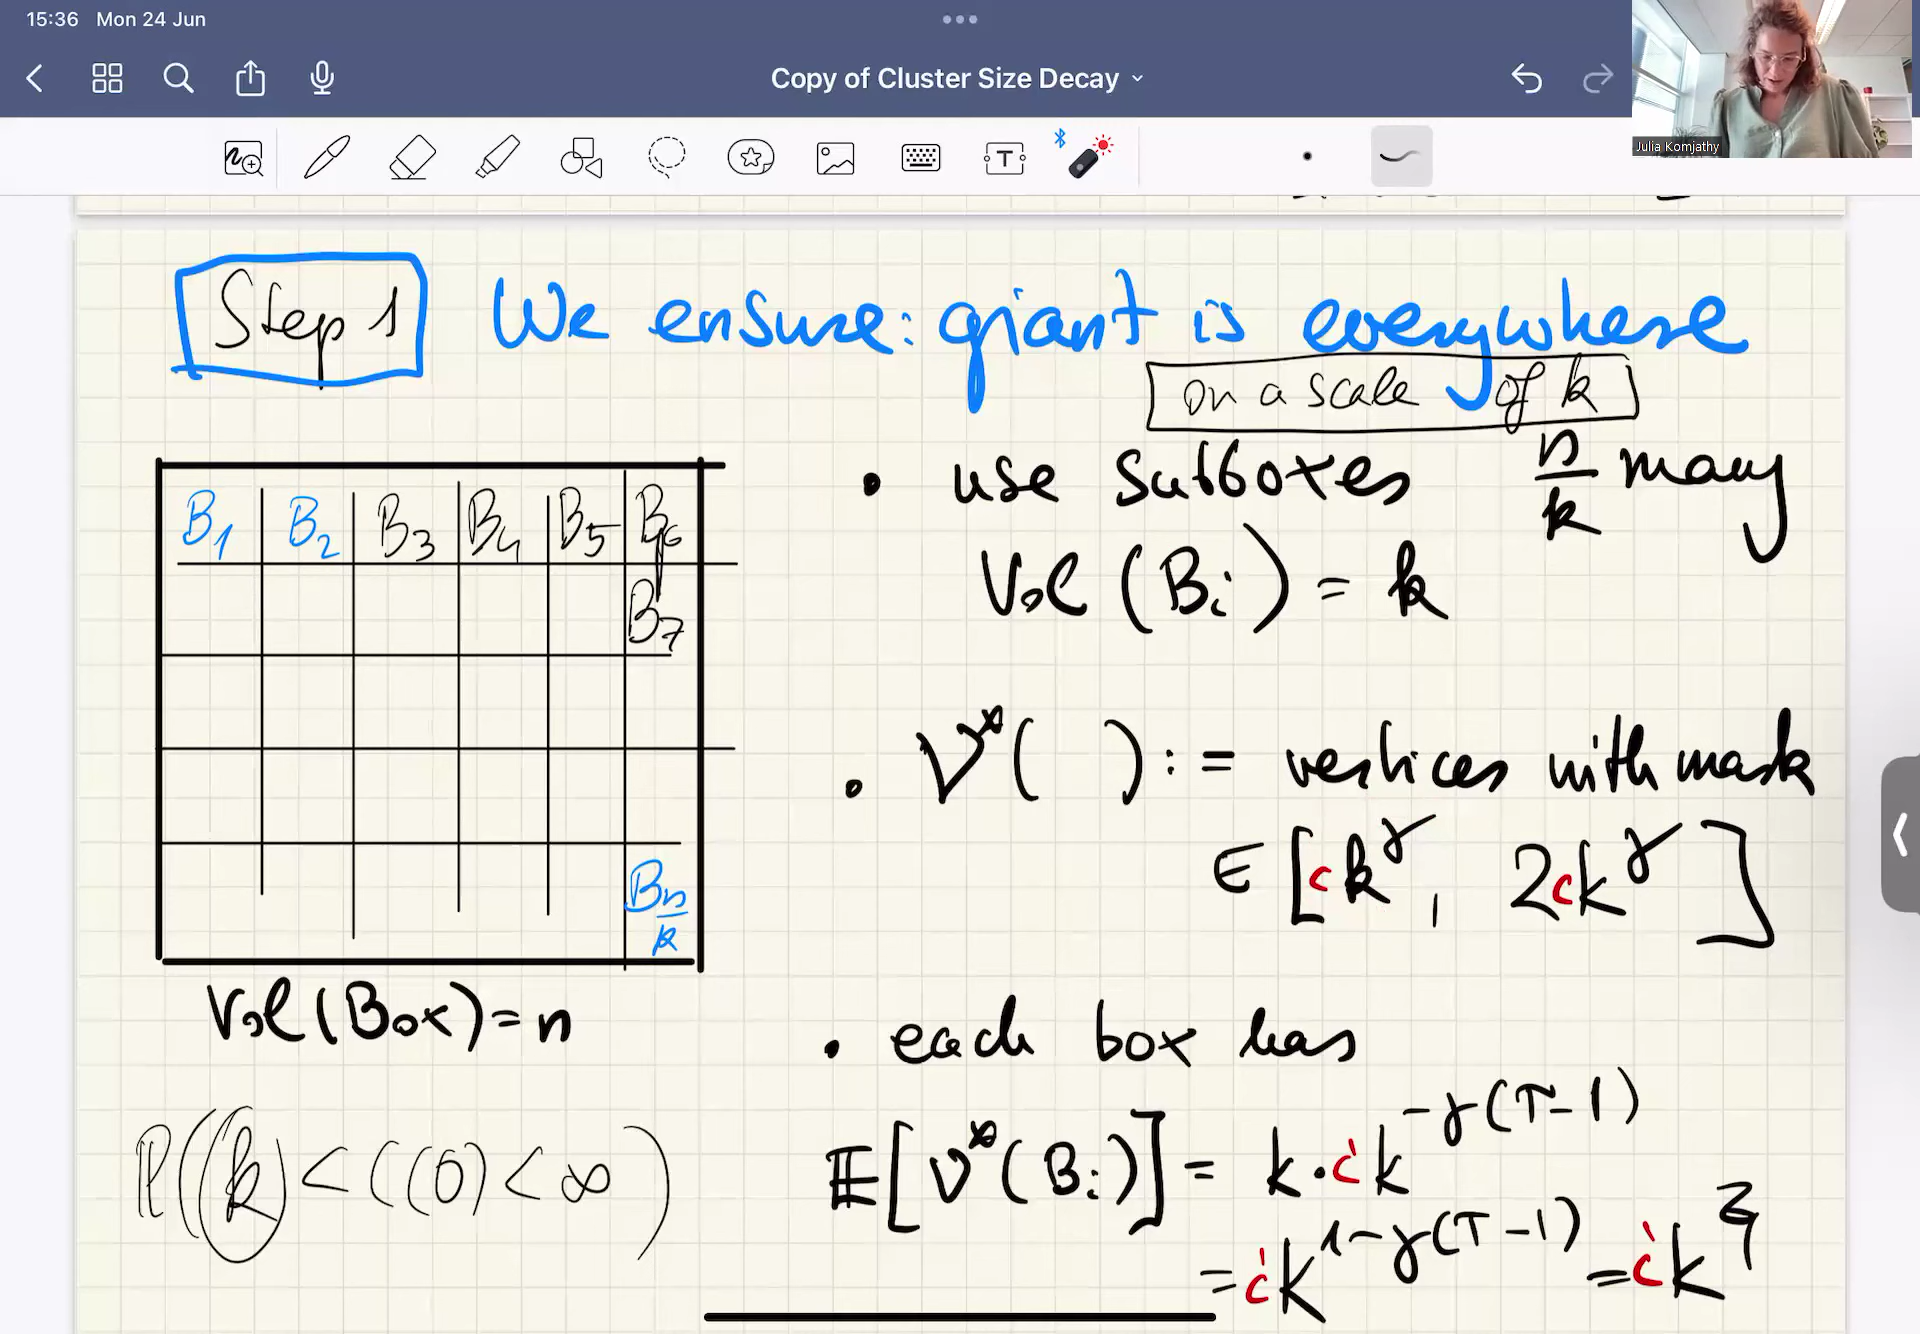 15:36 Mon 24 Jun
Copy of Cluster Size Decay
Julia Komjathy
Step 1 We ensure: giant is everywhere
on a scale of k
B₁ B₂ B₃ B₄ B₅ B₆
B₇
B_{n/k}
Vol(Box)=n
P(k<C(0)<∞)
• use subboxes n/k many
Vol(Bᵢ)=k
• V*( ):= vertices with mark
∈ [ck^γ, 2ck^γ]
• each box has
E[V*(Bᵢ)] = k·c'k^{-γ(τ-1)}
=c'k^{1-γ(τ-1)}=c'k^ζ